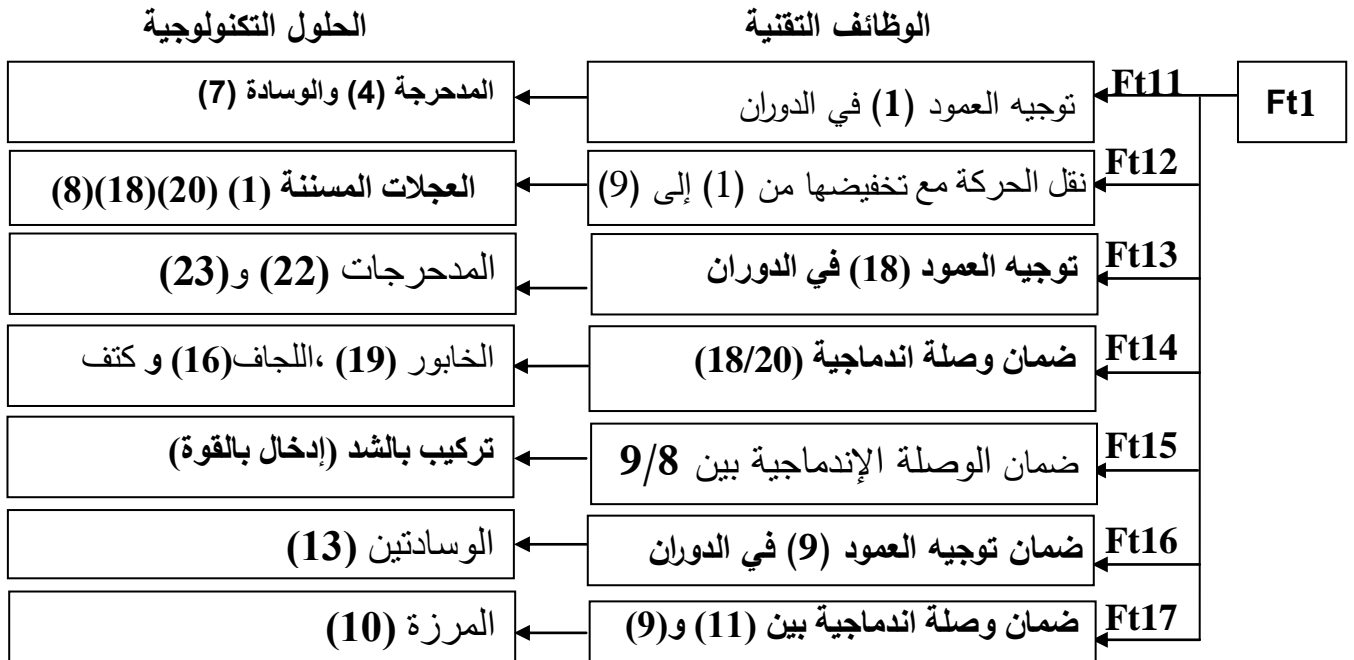 الوظائف التقنية
الحلول التكنولوجية
Ft1
Ft11
توجيه العمود (1) في الدوران
المدحرجة (4) والوسادة (7)
Ft12
نقل الحركة مع تخفيضها من (1) إلى (9)
العجلات المسننة (1) (20)(18)(8)
Ft13
توجيه العمود (18) في الدوران
المدحرجات (22) و(23)
Ft14
ضمان وصلة اندماجية (18/20)
الخابور (19) ،اللجاف(16) و كتف
Ft15
ضمان الوصلة الإندماجية بين 9/8
تركيب بالشد (إدخال بالقوة)
Ft16
ضمان توجيه العمود (9) في الدوران
الوسادتين (13)
Ft17
ضمان وصلة اندماجية بين (11) و(9)
المرزة (10)